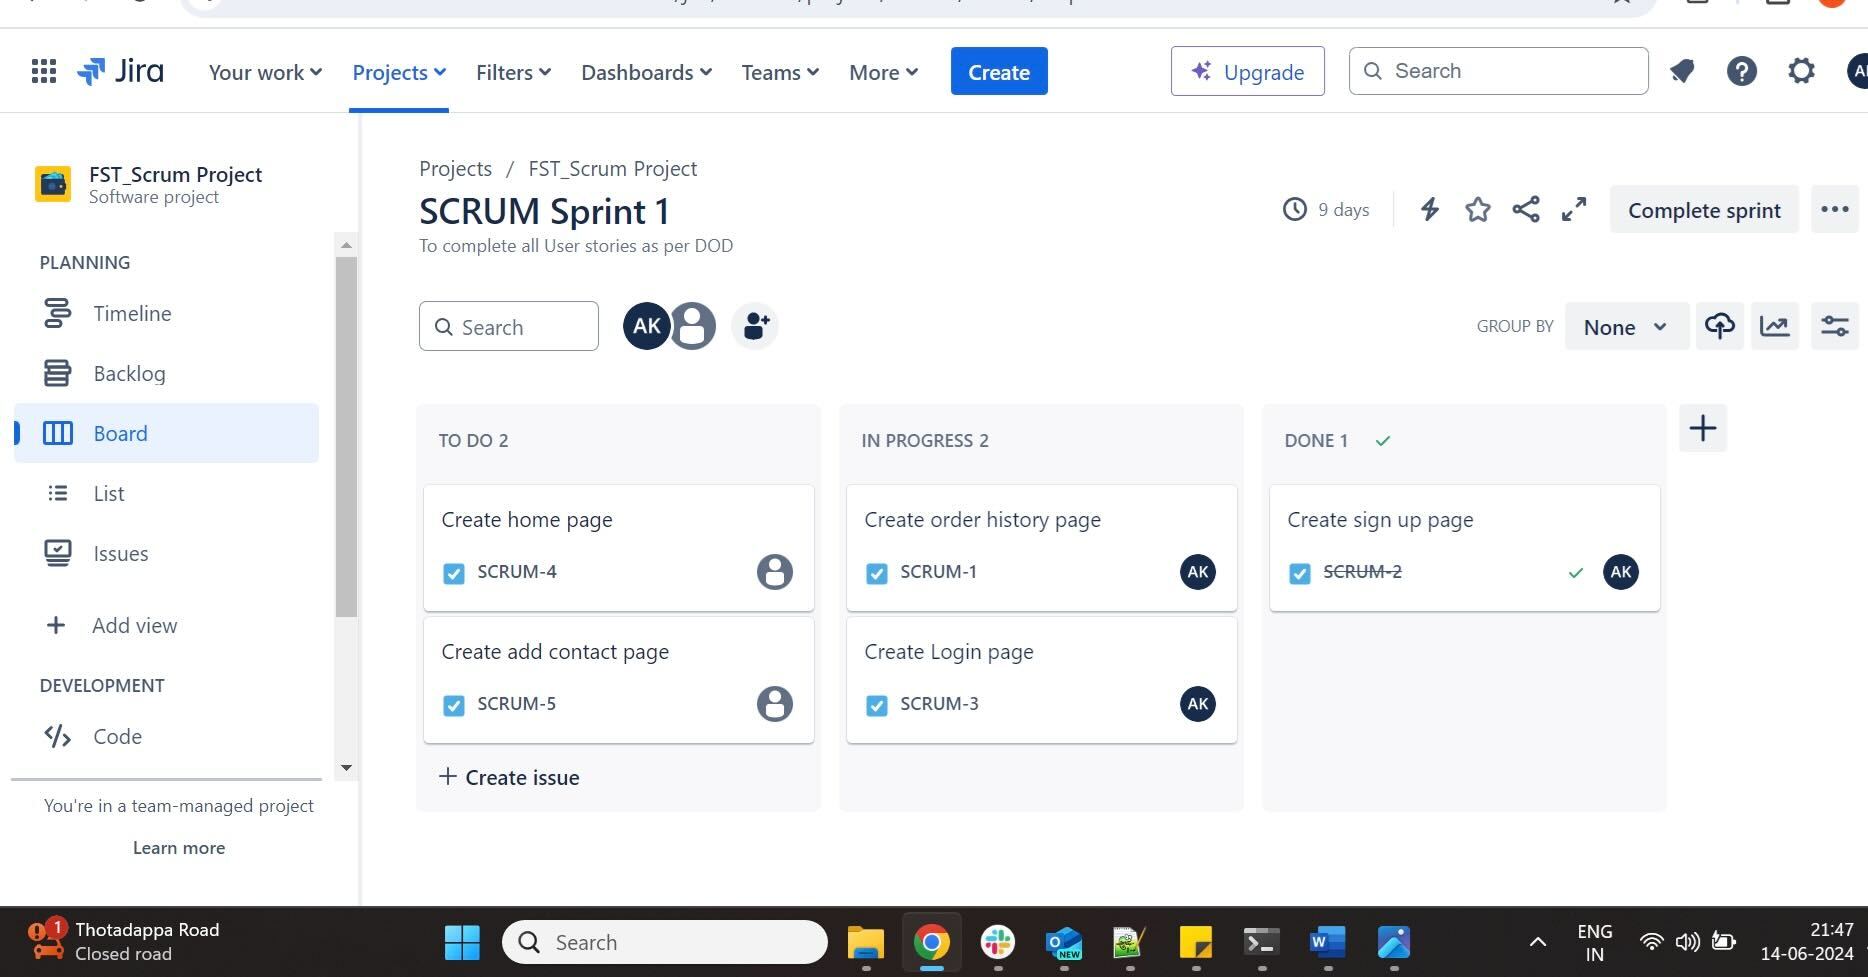 Jira
Your work
Projects
Filters
Dashboards
Teams
More
Create
Upgrade
Search
FST_Scrum Project
Software project
PLANNING
Timeline
Backlog
Board
List
Issues
Add view
DEVELOPMENT
Code
You're in a team-managed project
Learn more
Projects / FST_Scrum Project
SCRUM Sprint 1
To complete all User stories as per DOD
9 days
Complete sprint
Search
AK
GROUP BY
None
TO DO 2
Create home page
SCRUM-4
Create add contact page
SCRUM-5
+ Create issue
IN PROGRESS 2
Create order history page
SCRUM-1
AK
Create Login page
SCRUM-3
AK
DONE 1
Create sign up page
SCRUM-2
AK
1
Thotadappa Road
Closed road
Search
NEW
ENG
IN
21:47
14-06-2024